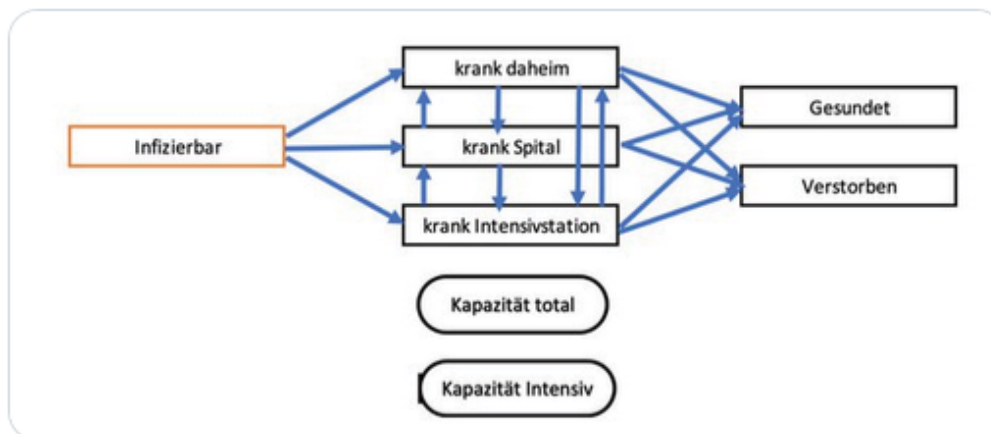 krank daheim
Gesundet
Infizierbar
krank Spital
Verstorben
krank Intensivstation
Kapazität total
Kapazität Intensiv